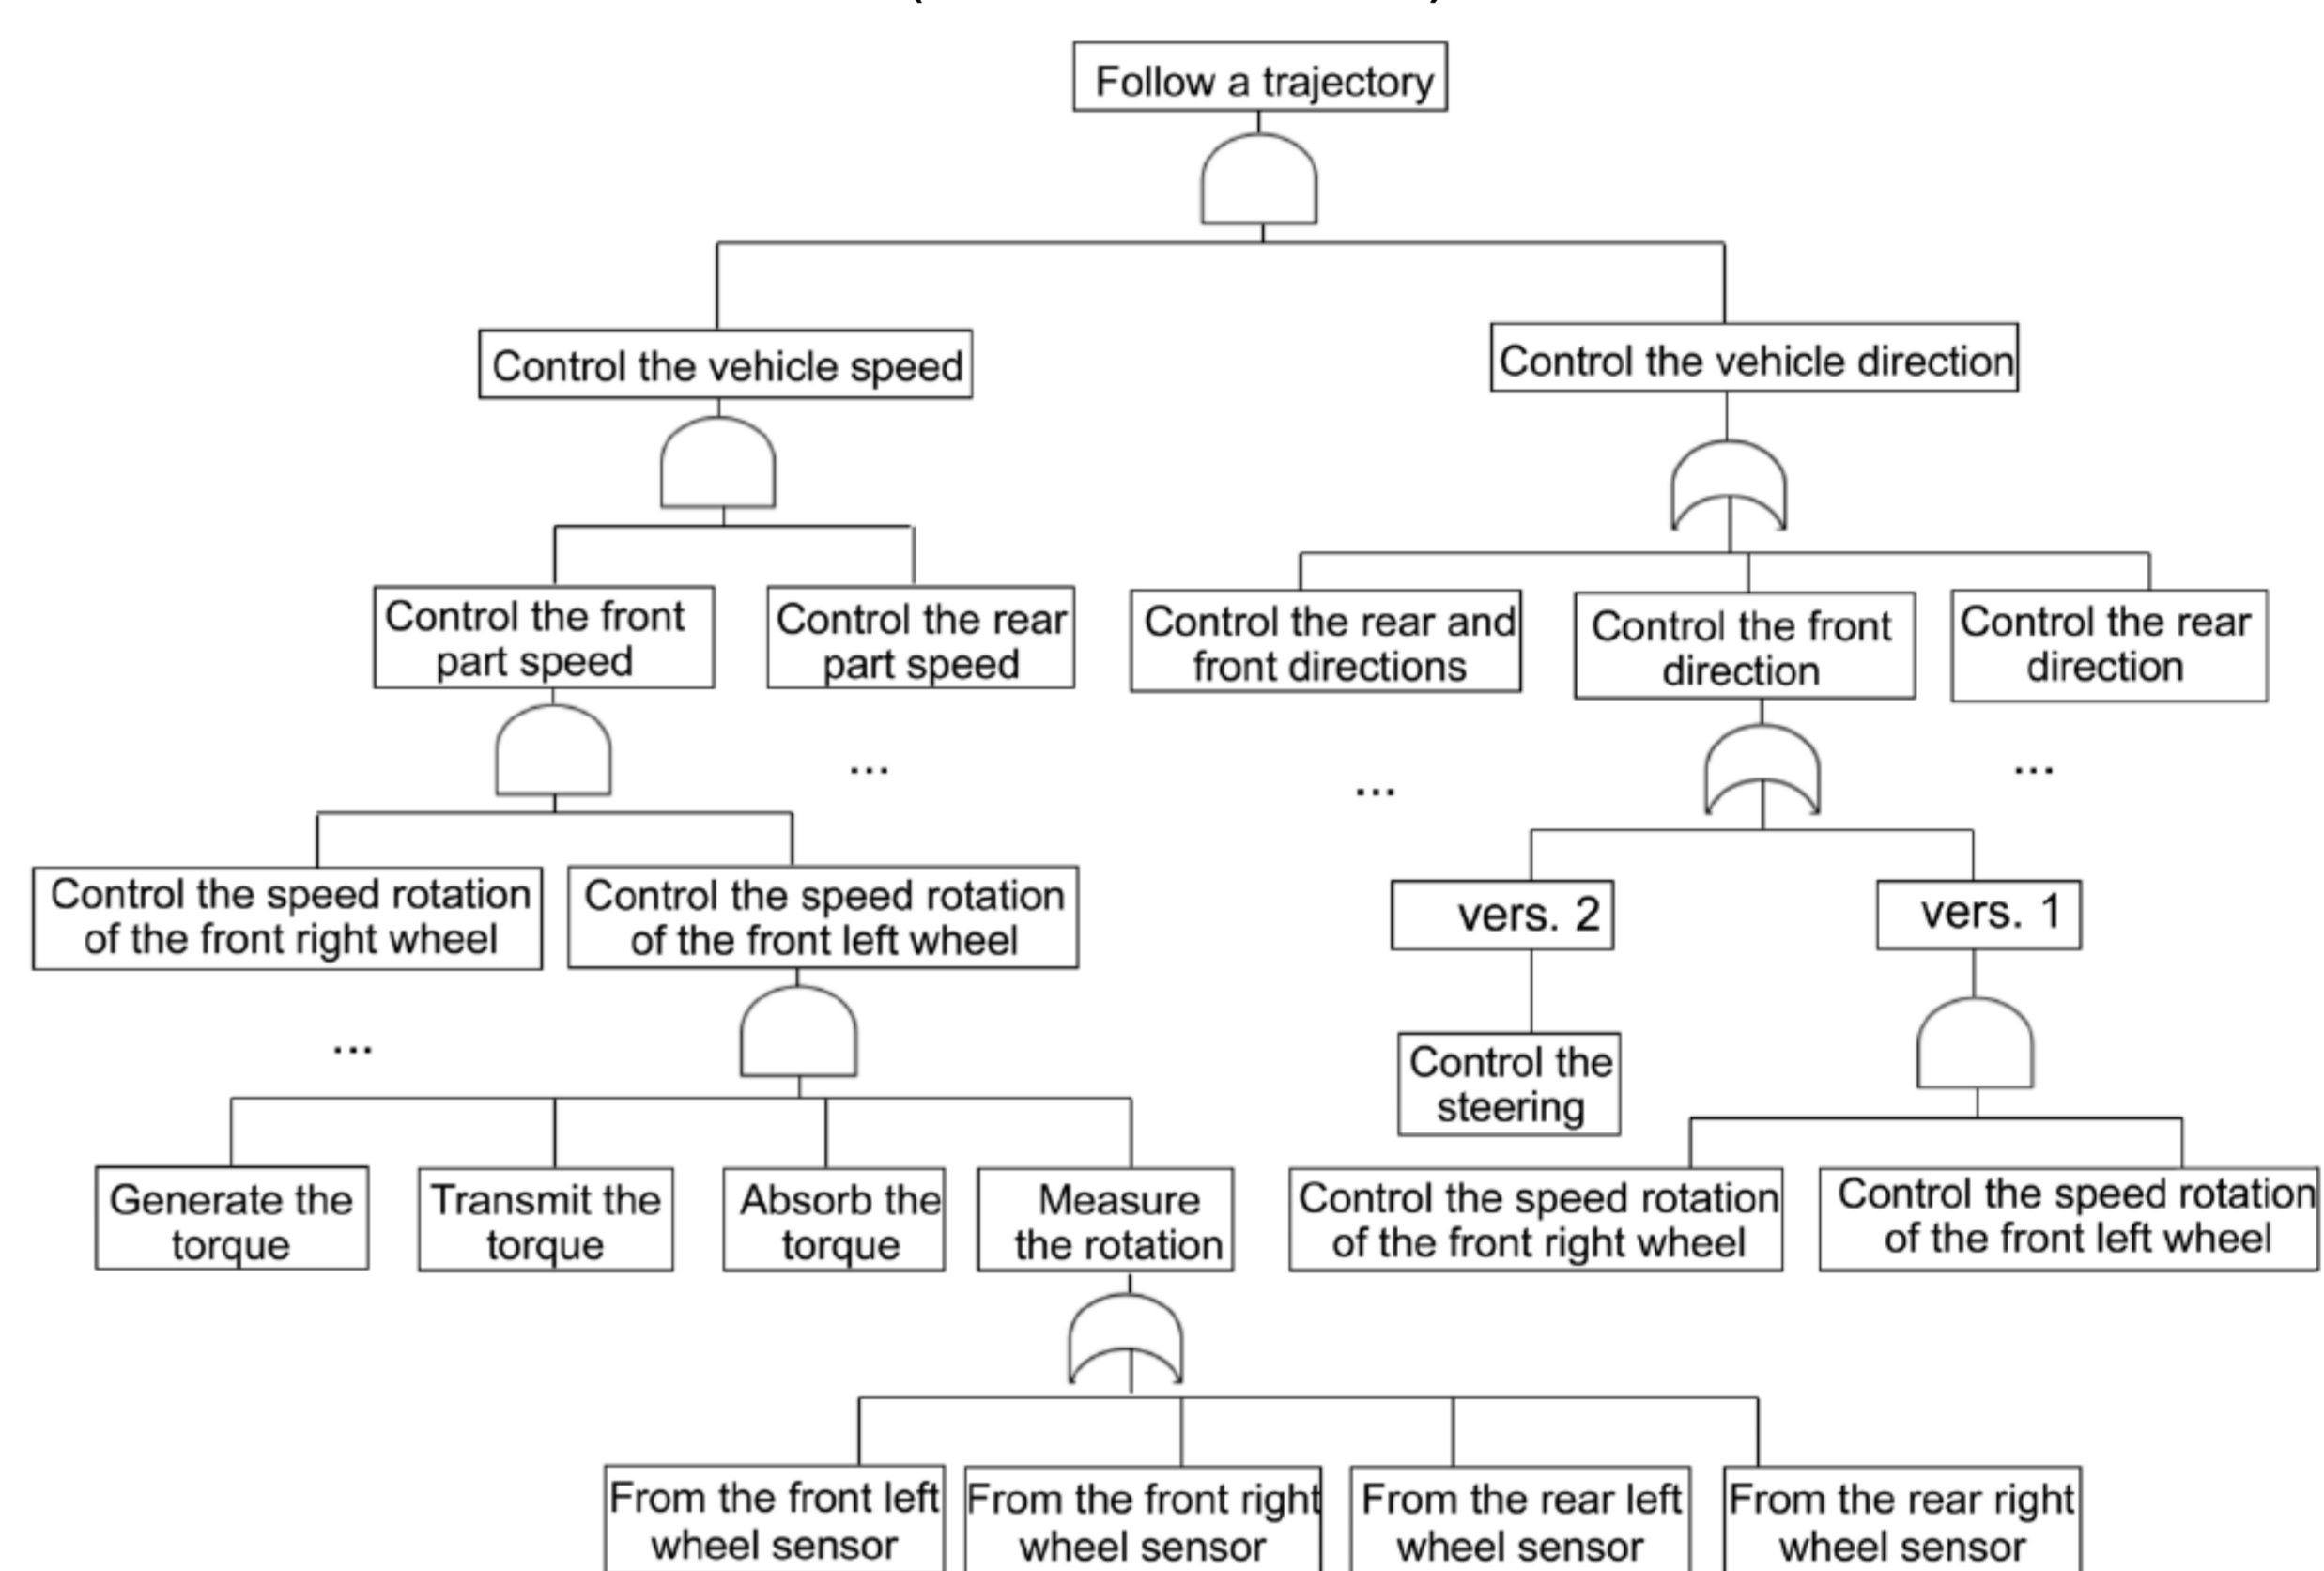 Follow a trajectory
Control the vehicle speed
Control the vehicle direction
Control the front
part speed
Control the rear
part speed
Control the rear and
front directions
Control the front
direction
Control the rear
direction
...
...
...
Control the speed rotation
of the front right wheel
Control the speed rotation
of the front left wheel
vers. 2
vers. 1
...
Control the
steering
Generate the
torque
Transmit the
torque
Absorb the
torque
Measure
the rotation
Control the speed rotation
of the front right wheel
Control the speed rotation
of the front left wheel
From the front left
wheel sensor
From the front right
wheel sensor
From the rear left
wheel sensor
From the rear right
wheel sensor